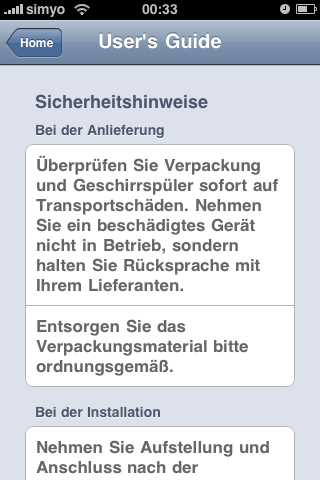 simyo 00:33
Home User's Guide
Sicherheitshinweise
Bei der Anlieferung
Überprüfen Sie Verpackung
und Geschirrspüler sofort auf
Transportschäden. Nehmen
Sie ein beschädigtes Gerät
nicht in Betrieb, sondern
halten Sie Rücksprache mit
Ihrem Lieferanten.
Entsorgen Sie das
Verpackungsmaterial bitte
ordnungsgemäß.
Bei der Installation
Nehmen Sie Aufstellung und
Anschluss nach der